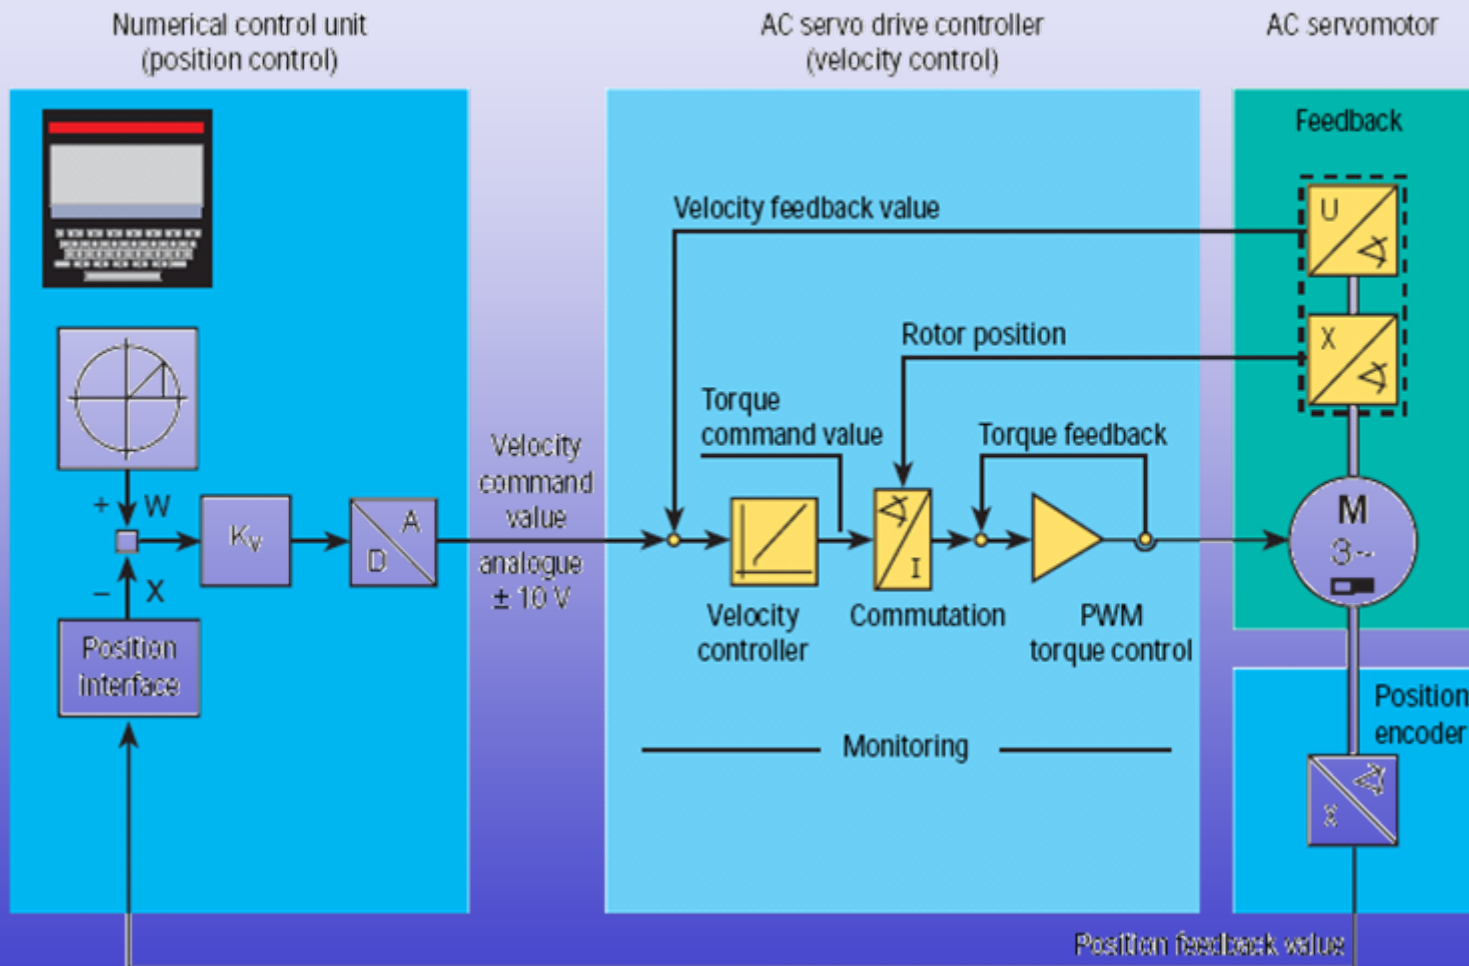 Numerical control unit
(position control)
AC servo drive controller
(velocity control)
AC servomotor
Feedback
U
Velocity feedback value
X
Rotor position
Torque
command value
Torque feedback
Velocity
command
value
analogue
± 10 V
+ W
Kv
A
D
− X
I
M
3~
Velocity
controller
Commutation
PWM
torque control
Position
interface
Monitoring
Position
encoder
X
Position feedback value